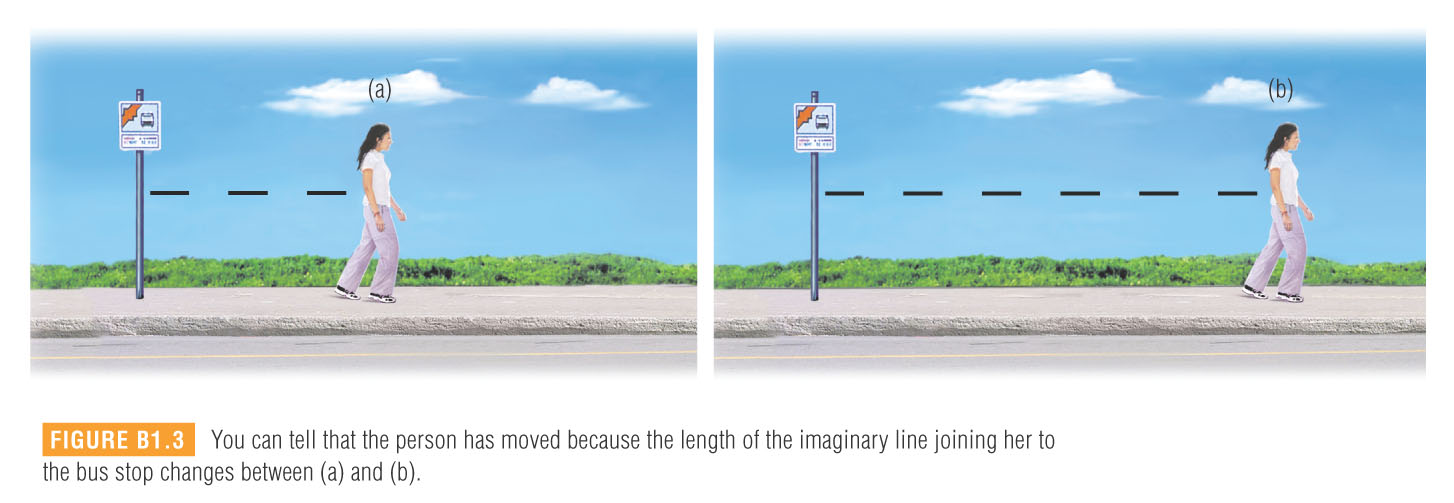 (a)
(b)
FIGURE B1.3 You can tell that the person has moved because the length of the imaginary line joining her to
the bus stop changes between (a) and (b).